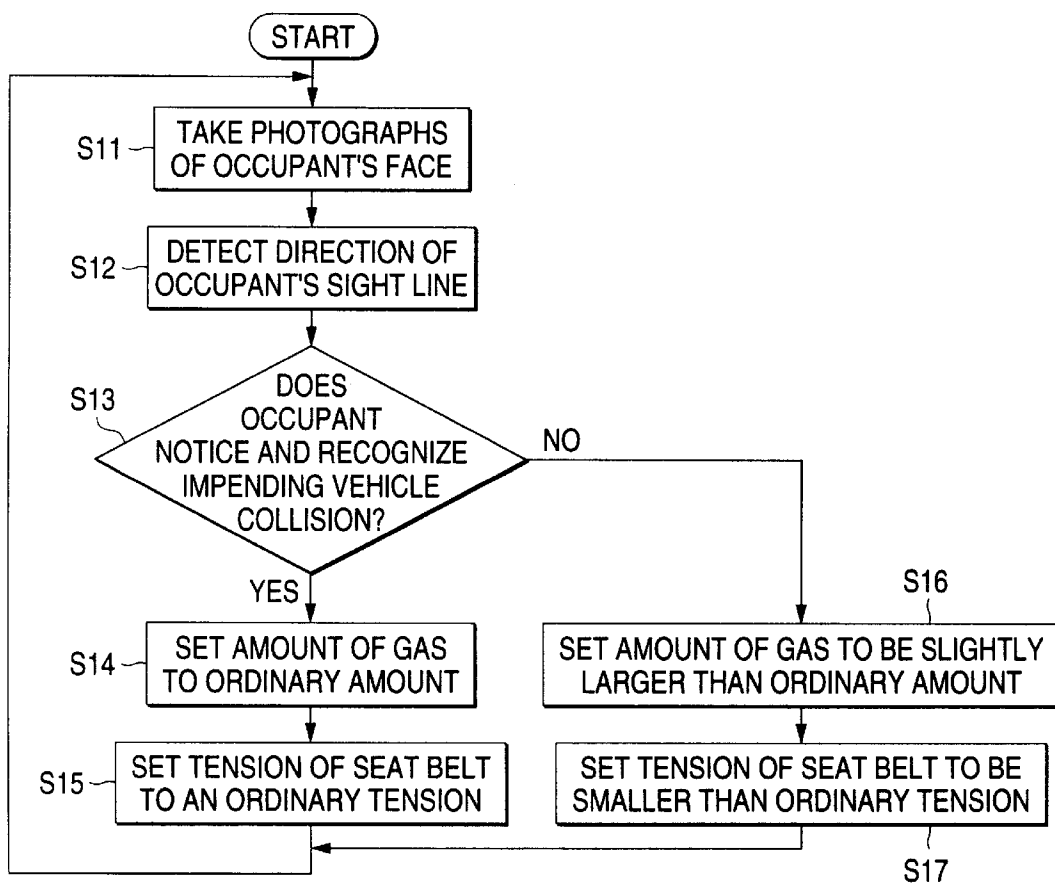 START
S11
TAKE PHOTOGRAPHS
OF OCCUPANT'S FACE
S12
DETECT DIRECTION OF
OCCUPANT'S SIGHT LINE
S13
DOES
OCCUPANT
NOTICE AND RECOGNIZE
IMPENDING VEHICLE
COLLISION?
NO
YES
S14
SET AMOUNT OF GAS
TO ORDINARY AMOUNT
S15
SET TENSION OF SEAT BELT
TO AN ORDINARY TENSION
S16
SET AMOUNT OF GAS TO BE SLIGHTLY
LARGER THAN ORDINARY AMOUNT
SET TENSION OF SEAT BELT TO BE
SMALLER THAN ORDINARY TENSION
S17